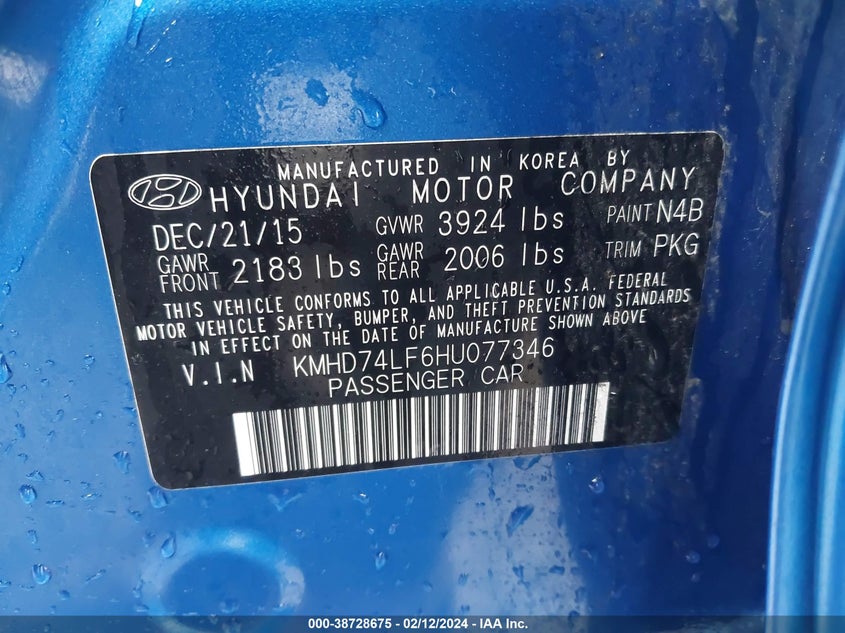 MANUFACTURED IN KOREA BY
HYUNDAI MOTOR COMPANY
DEC/21/15 GVWR 3924 lbs PAINT N4B
GAWR FRONT 2183 lbs GAWR REAR 2006 lbs TRIM PKG
THIS VEHICLE CONFORMS TO ALL APPLICABLE U.S.A. FEDERAL
MOTOR VEHICLE SAFETY, BUMPER, AND THEFT PREVENTION STANDARDS
IN EFFECT ON THE DATE OF MANUFACTURE SHOWN ABOVE
V.I.N KMHD74LF6HU077346
PASSENGER CAR
000-38728675 - 02/12/2024 - IAA Inc.